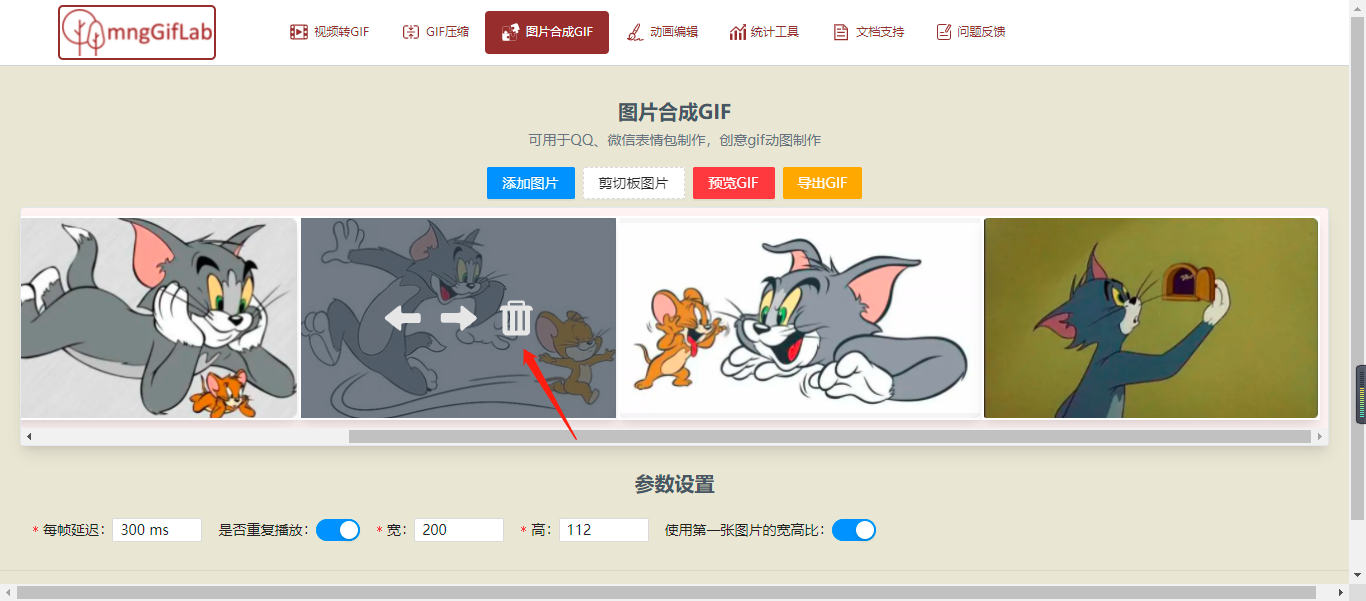 mngGifLab
视频转GIF
GIF压缩
图片合成GIF
动画编辑
统计工具
文档支持
问题反馈
图片合成GIF
可用于QQ、微信表情包制作，创意gif动图制作
添加图片
剪切板图片
预览GIF
导出GIF
参数设置
* 每帧延迟： 300 ms
是否重复播放：
* 宽： 200
* 高： 112
使用第一张图片的宽高比：